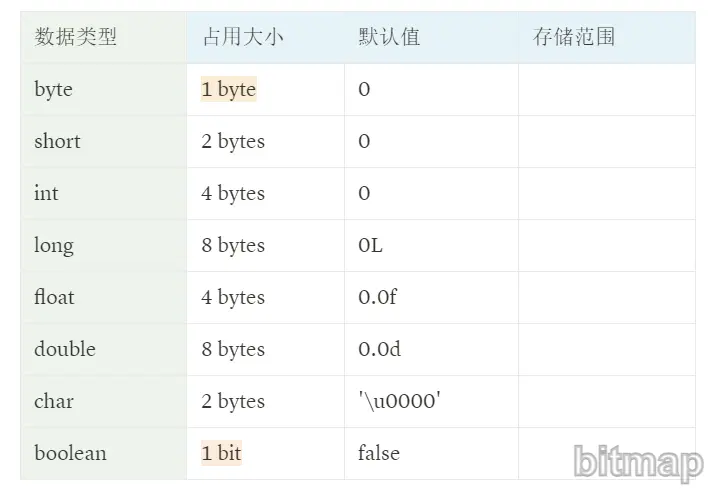 数据类型 占用大小 默认值 存储范围
byte 1 byte 0
short 2 bytes 0
int 4 bytes 0
long 8 bytes 0L
float 4 bytes 0.0f
double 8 bytes 0.0d
char 2 bytes '\u0000'
boolean 1 bit false
bitmap